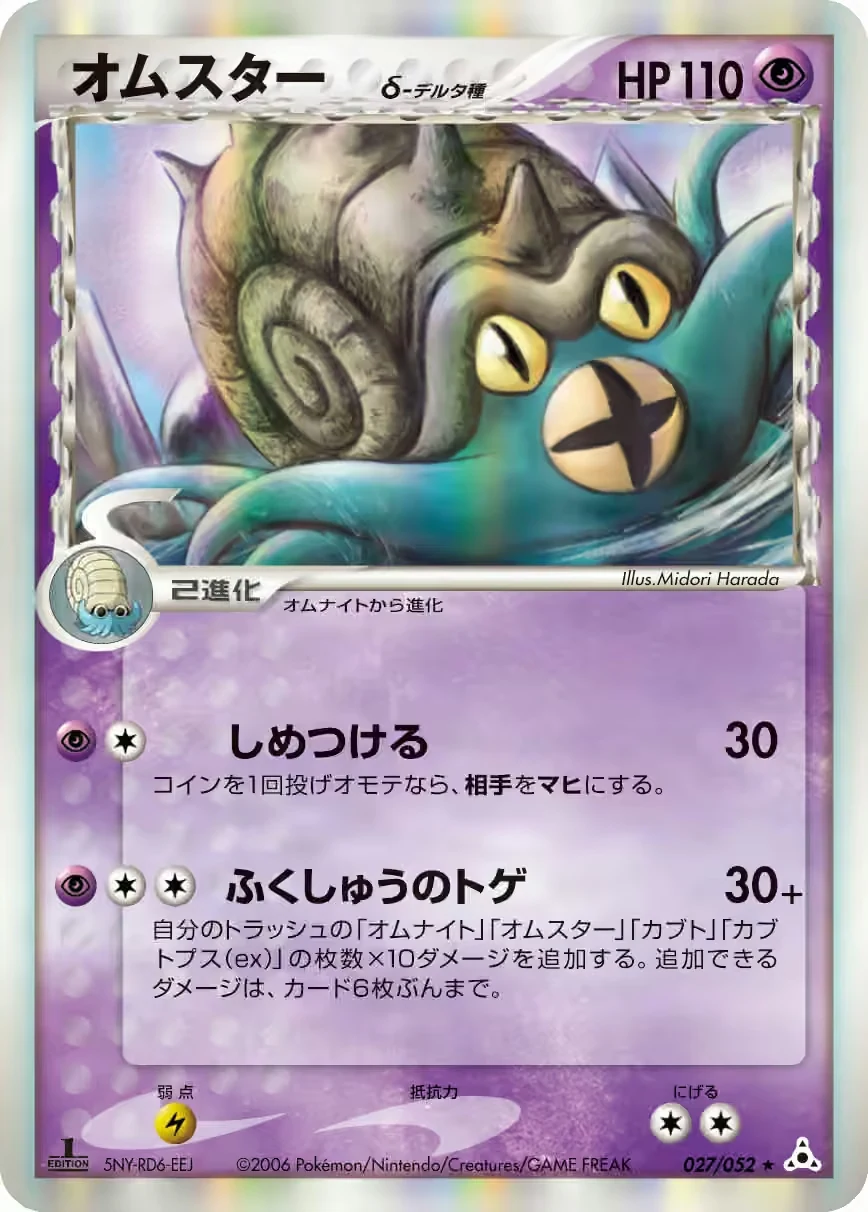 オムスター δ-デルタ種 HP 110
Illus.Midori Harada
己進化 オムナイトから進化
しめつける 30
コインを1回投げオモテなら、相手をマヒにする。
ふくしゅうのトゲ 30+
自分のトラッシュの「オムナイト」「オムスター」「カブト」「カブ
トプス(ex)」の枚数×10ダメージを追加する。追加できる
ダメージは、カード6枚ぶんまで。
弱点 抵抗力 にげる
1 EDITION 5NY-RD6-EEJ ©2006 Pokémon/Nintendo/Creatures/GAME FREAK 027/052 ★